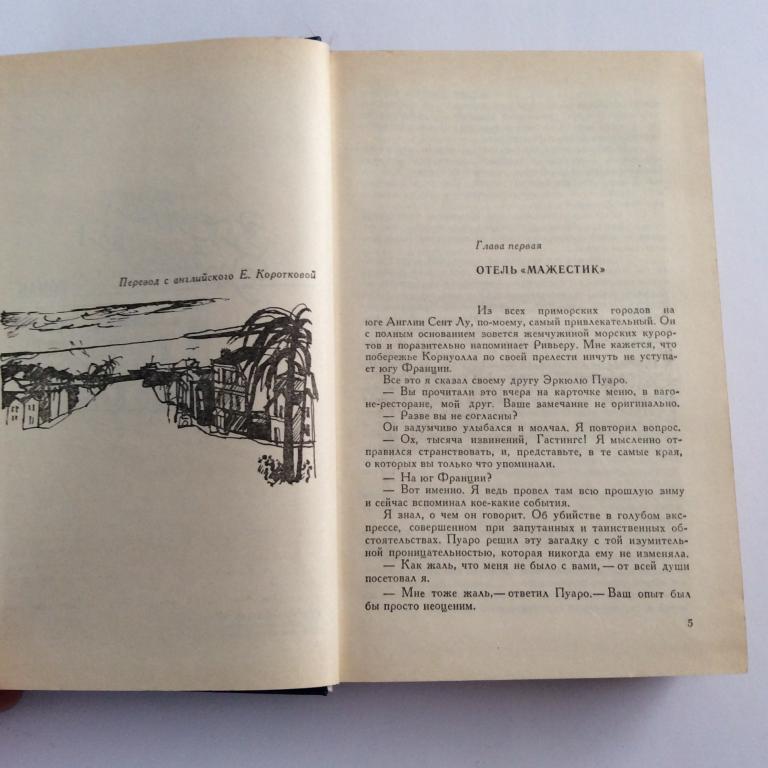 Перевод с английского Е. Коротковой
Глава первая
ОТЕЛЬ «МАЖЕСТИК»
Из всех приморских городов на
юге Англии Сент Лу, по-моему, самый привлекательный. Он
с полным основанием зовется жемчужиной морских курор-
тов и поразительно напоминает Ривьеру. Мне кажется, что
побережье Корнуолла по своей прелести ничуть не уступа-
ет югу Франции.
Все это я сказал своему другу Эркюлю Пуаро.
— Вы прочитали это вчера на карточке меню, в ваго-
не-ресторане, мой друг. Ваше замечание не оригинально.
— Разве вы не согласны?
Он задумчиво улыбался и молчал. Я повторил вопрос.
— Ох, тысяча извинений, Гастингс! Я мысленно от-
правился странствовать, и, представьте, в те самые края,
о которых вы только что упоминали.
— На юг Франции?
— Вот именно. Я ведь провел там всю прошлую зиму
и сейчас вспоминал кое-какие события.
Я знал, о чем он говорит. Об убийстве в голубом экс-
прессе, совершенном при запутанных и таинственных об-
стоятельствах. Пуаро решил эту загадку с той изумитель-
ной проницательностью, которая никогда ему не изменяла.
— Как жаль, что меня не было с вами,— от всей души
посетовал я.
— Мне тоже жаль,— ответил Пуаро.— Ваш опыт был
бы просто неоценим.
5